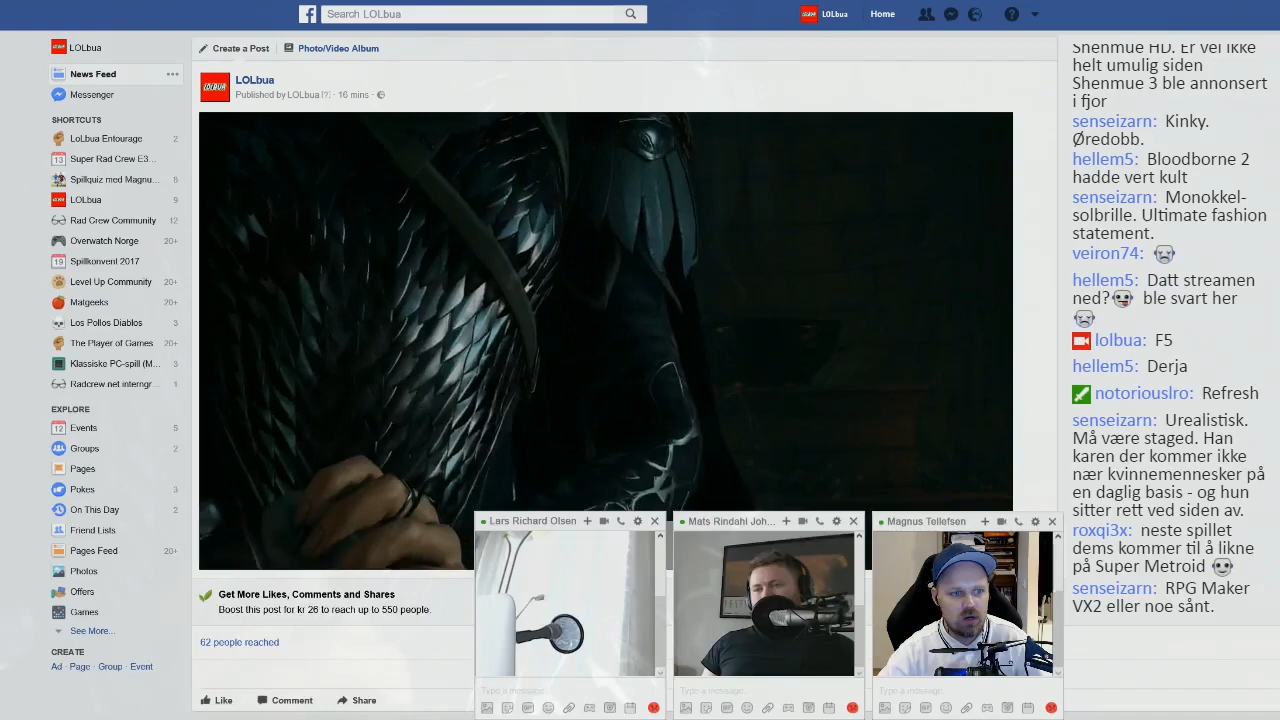 Search LOLbua
LOLbua
Home
LOLbua
News Feed
Messenger
SHORTCUTS
LoLbua Entourage 2
Super Rad Crew E3...
Spillquiz med Magnu... 6
LOLbua 9
Rad Crew Community 12
Overwatch Norge 20+
Spillkonvent 2017
Level Up Community 20+
Matgeeks 20+
Los Pollos Diablos 3
The Player of Games 20+
Klassiske PC-spill (M... 3
Radcrew.net interngr... 1
EXPLORE
Events 5
Groups 2
Pages
Pokes 3
On This Day 2
Friend Lists
Pages Feed 20+
Photos
Offers
Games
See More...
CREATE
Ad · Page · Group · Event
Create a Post
Photo/Video Album
LOLBUA
LOLbua
Published by LOLbua [?] · 16 mins ·
Get More Likes, Comments and Shares
Boost this post for kr 26 to reach up to 550 people.
62 people reached
Like Comment Share
Lars Richard Olsen
Type a message...
Mats Rindahl Joh...
Type a message...
Magnus Tellefsen
Type a message...
Shenmue HD. Er vel ikke
helt umulig siden
Shenmue 3 ble annonsert
i fjor
senseizarn: Kinky.
Øredobb.
hellem5: Bloodborne 2
hadde vert kult
senseizarn: Monokkel-
solbrille. Ultimate fashion
statement.
veiron74:
hellem5: Datt streamen
ned? ble svart her
lolbua: F5
hellem5: Derja
notoriouslro: Refresh
senseizarn: Urealistisk.
Må være staged. Han
karen der kommer ikke
nær kvinnemennesker på
en daglig basis - og hun
sitter rett ved siden av.
roxqi3x: neste spillet
dems kommer til å likne
på Super Metroid
senseizarn: RPG Maker
VX2 eller noe sånt.